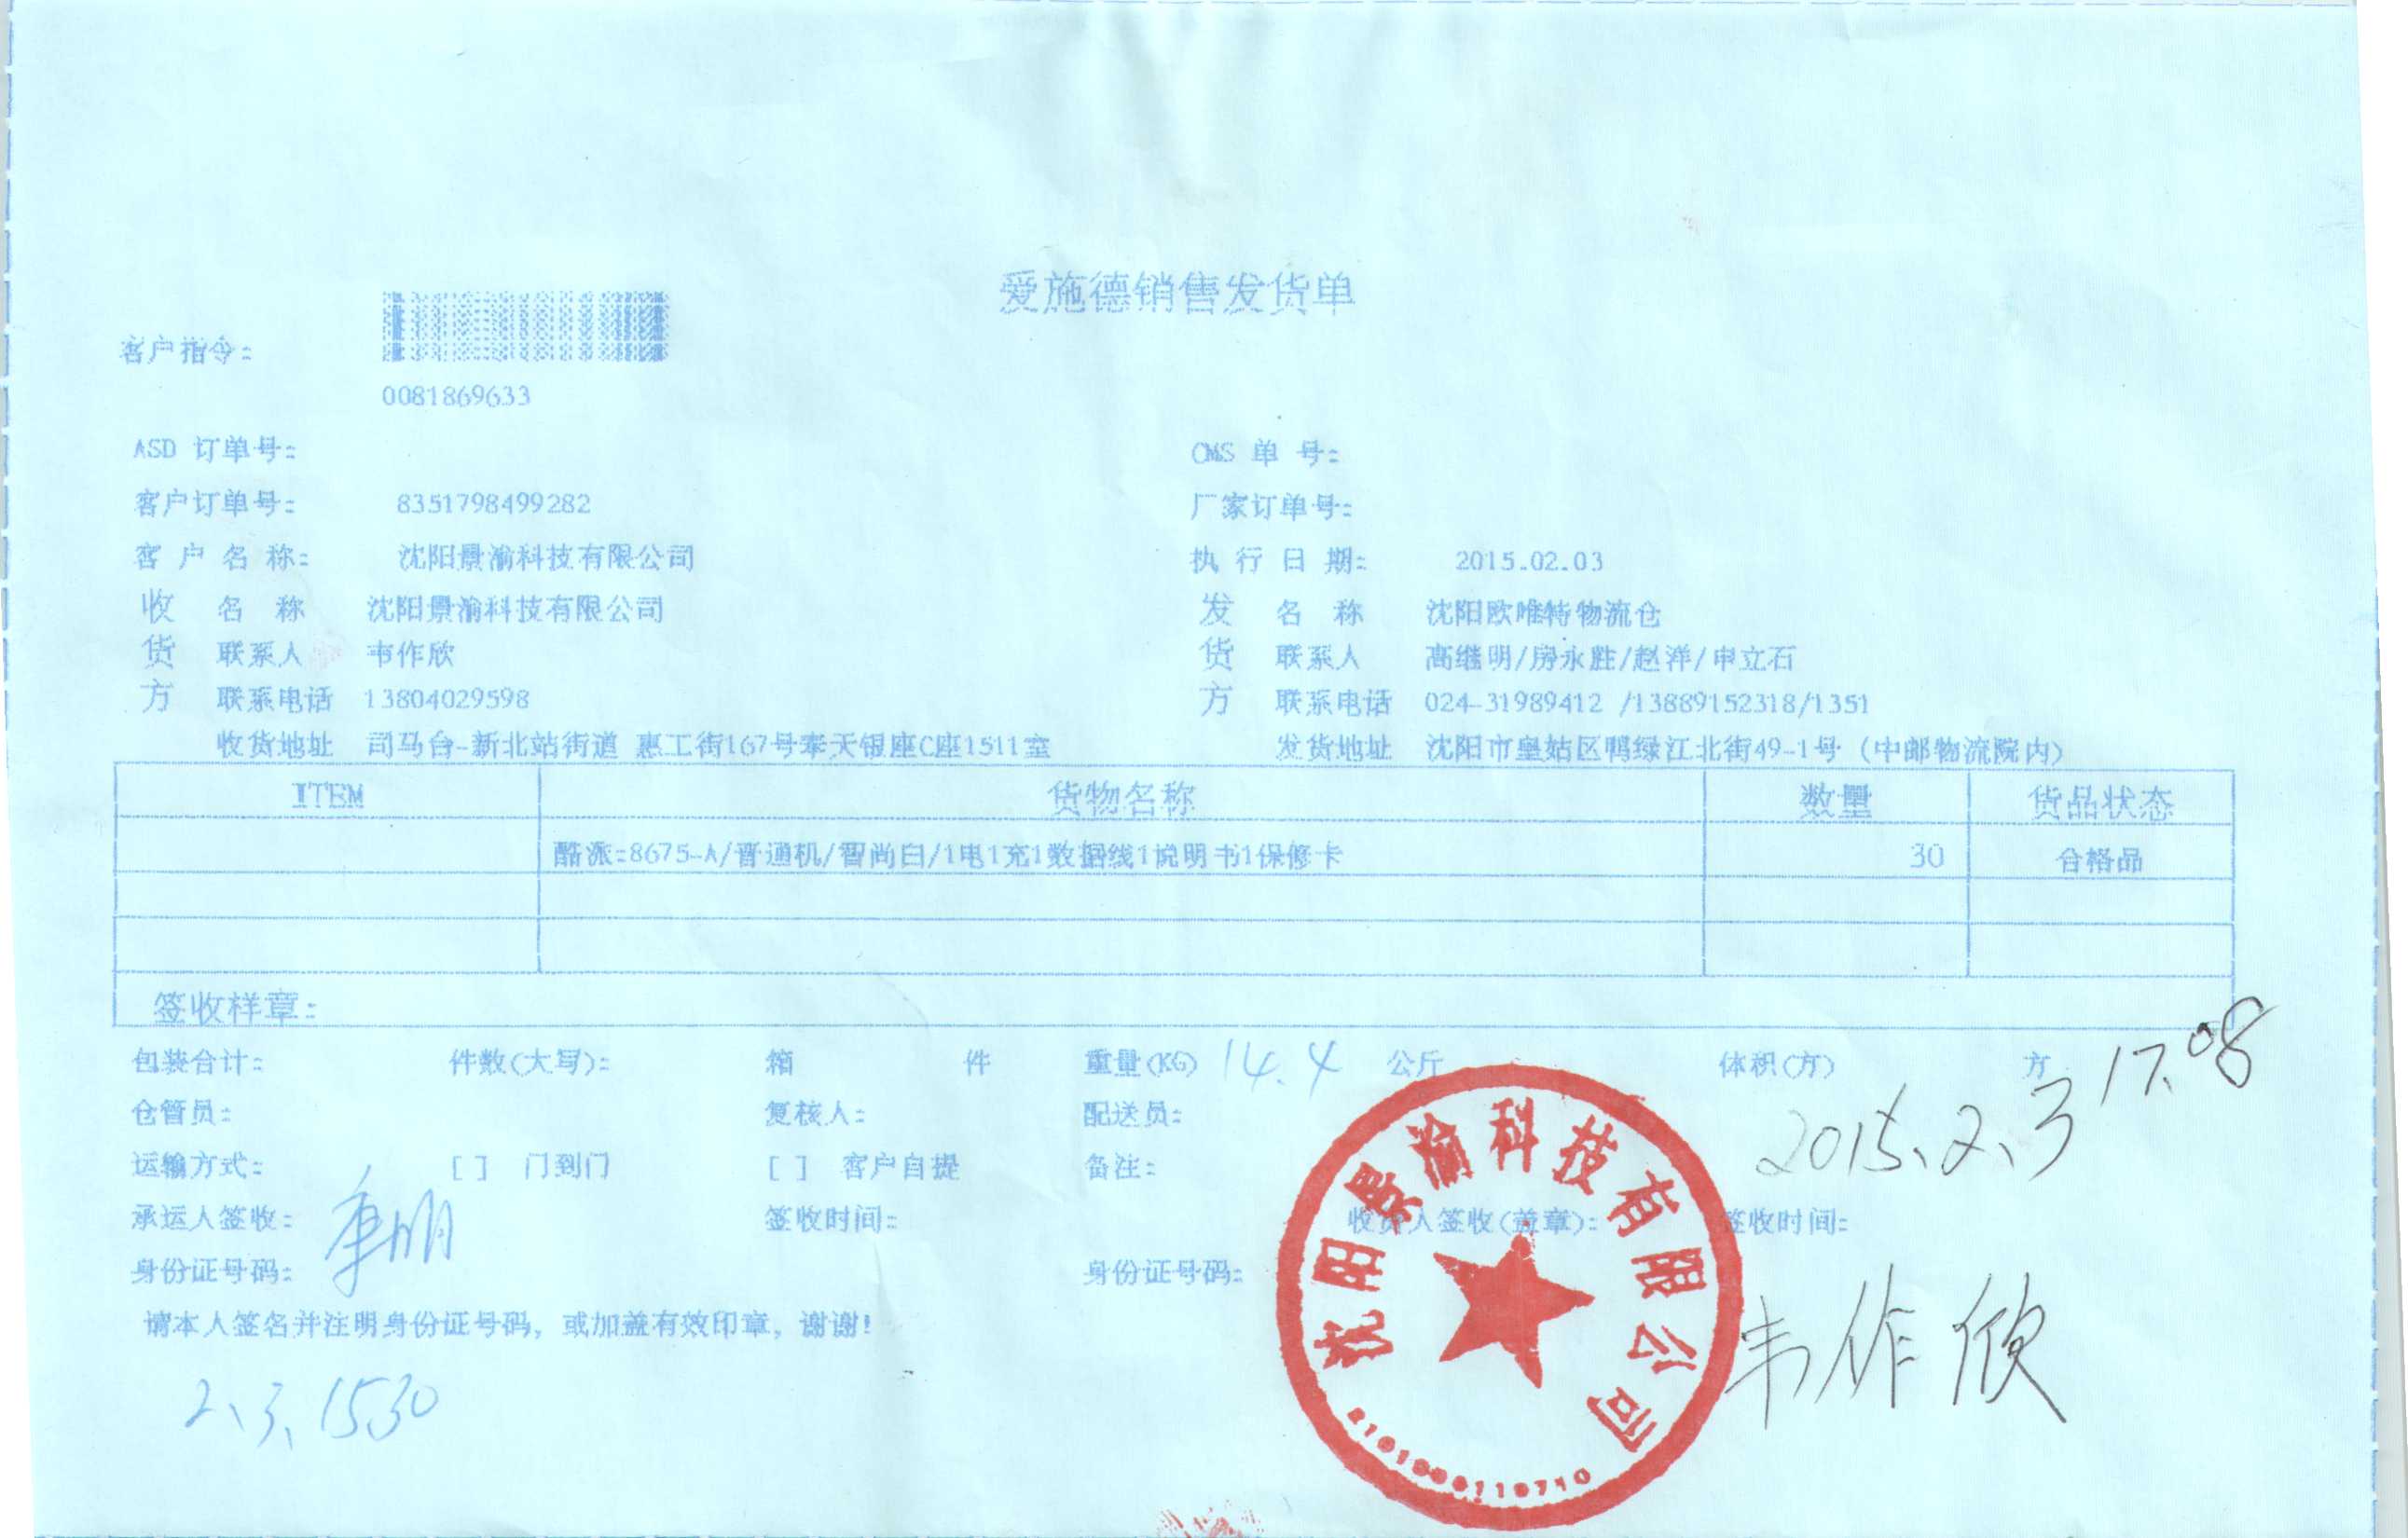 爱施德销售发货单
客户指令:
0081869633
ASD 订单号: OMS 单 号:
客户订单号: 8351798499282 厂家订单号:
客 户 名 称: 沈阳景渝科技有限公司 执 行 日 期: 2015.02.03
收 名 称 沈阳景渝科技有限公司 发 名 称 沈阳欧唯特物流仓
货 联系人 韦作欣 货 联系人 高继明/房永胜/赵洋/申立石
方 联系电话 13804029598 方 联系电话 024-31989412 /13889152318/1351
收货地址 司马台-新北站街道 惠工街167号奉天银座C座1511室 发货地址 沈阳市皇姑区鸭绿江北街49-1号 (中邮物流院内)
ITEM 货物名称 数量 货品状态
酷派:8675-A/普通机/智尚白/1电1充1数据线1说明书1保修卡 30 合格品
签收样章:
包装合计: 件数(大写): 箱 件 重量(KG) 14.4 公斤 体积(方) 方
17.08
仓管员: 复核人: 配送员:
2015.2.3
运输方式: [ ] 门到门 [ ] 客户自提 备注:
承运人签收: 签收时间: 收货人签收(盖章): 签收时间:
身份证号码: 身份证号码:
韦作欣
请本人签名并注明身份证号码, 或加盖有效印章, 谢谢!
2.3.1530
沈阳景渝科技有限公司